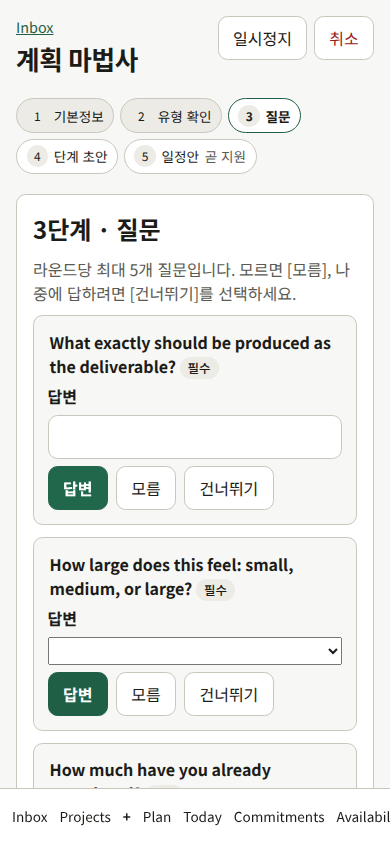 Inbox
계획 마법사
일시정지 취소
1 기본정보 2 유형 확인 3 질문
4 단계 초안 5 일정안 곧 지원
3단계 · 질문
라운드당 최대 5개 질문입니다. 모르면 [모름], 나
중에 답하려면 [건너뛰기]를 선택하세요.
What exactly should be produced as
the deliverable? 필수
답변
답변 모름 건너뛰기
How large does this feel: small,
medium, or large? 필수
답변
답변 모름 건너뛰기
How much have you already
Inbox Projects + Plan Today Commitments Availabil